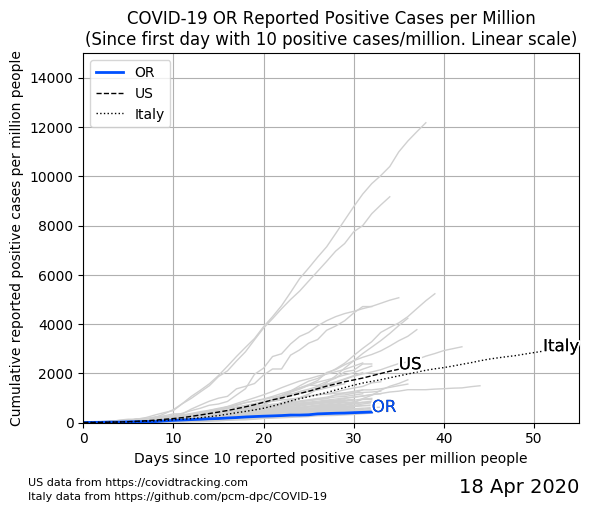 COVID-19 OR Reported Positive Cases per Million
(Since first day with 10 positive cases/million. Linear scale)
Cumulative reported positive cases per million people
14000
12000
10000
8000
6000
4000
2000
0
OR
US
Italy
Italy
US
OR
0 10 20 30 40 50
Days since 10 reported positive cases per million people
US data from https://covidtracking.com
Italy data from https://github.com/pcm-dpc/COVID-19
18 Apr 2020